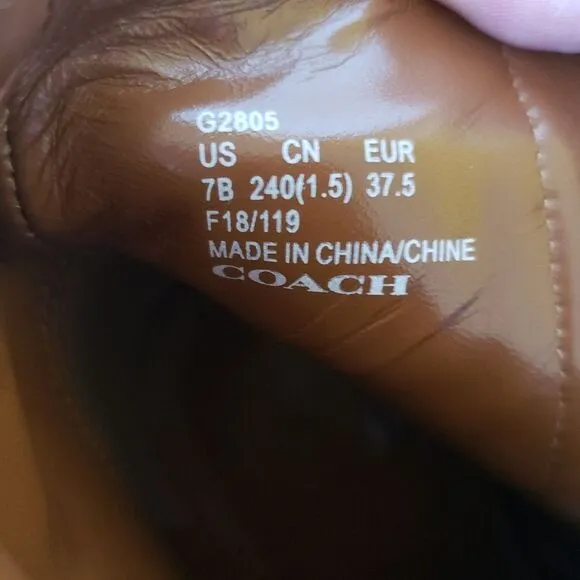 G2805
US CN EUR
7B 240(1.5) 37.5
F18/119
MADE IN CHINA/CHINE
COACH